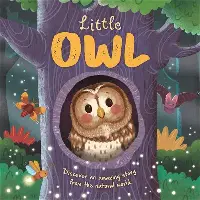 Little
OWL
Discover an amazing story
from the natural world